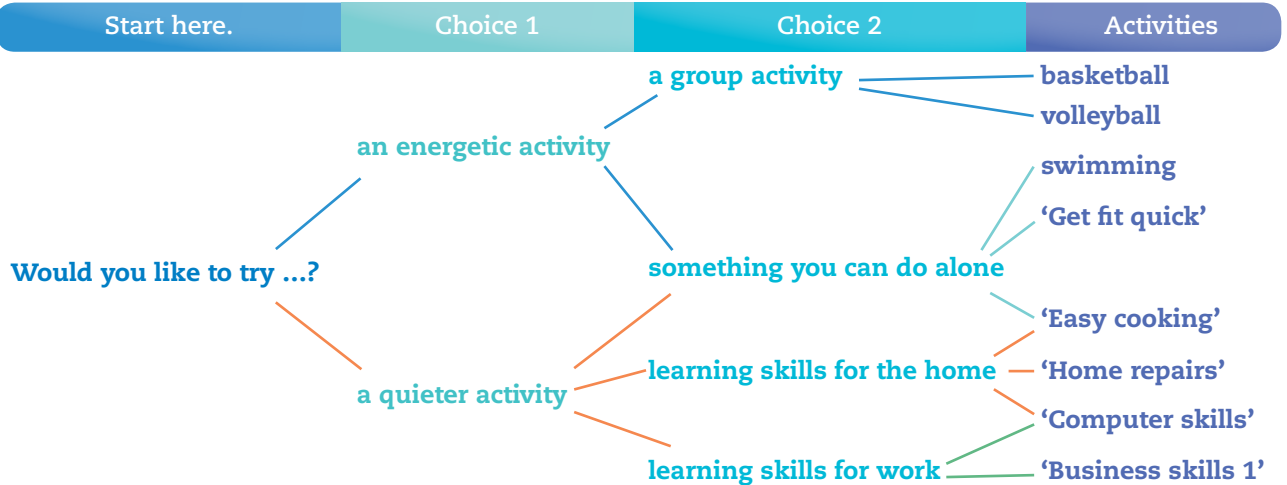 Start here.
Choice 1
Choice 2
Activities
a group activity
basketball
volleyball
an energetic activity
swimming
‘Get fit quick’
Would you like to try ...?
something you can do alone
‘Easy cooking’
learning skills for the home
‘Home repairs’
a quieter activity
‘Computer skills’
learning skills for work
‘Business skills 1’